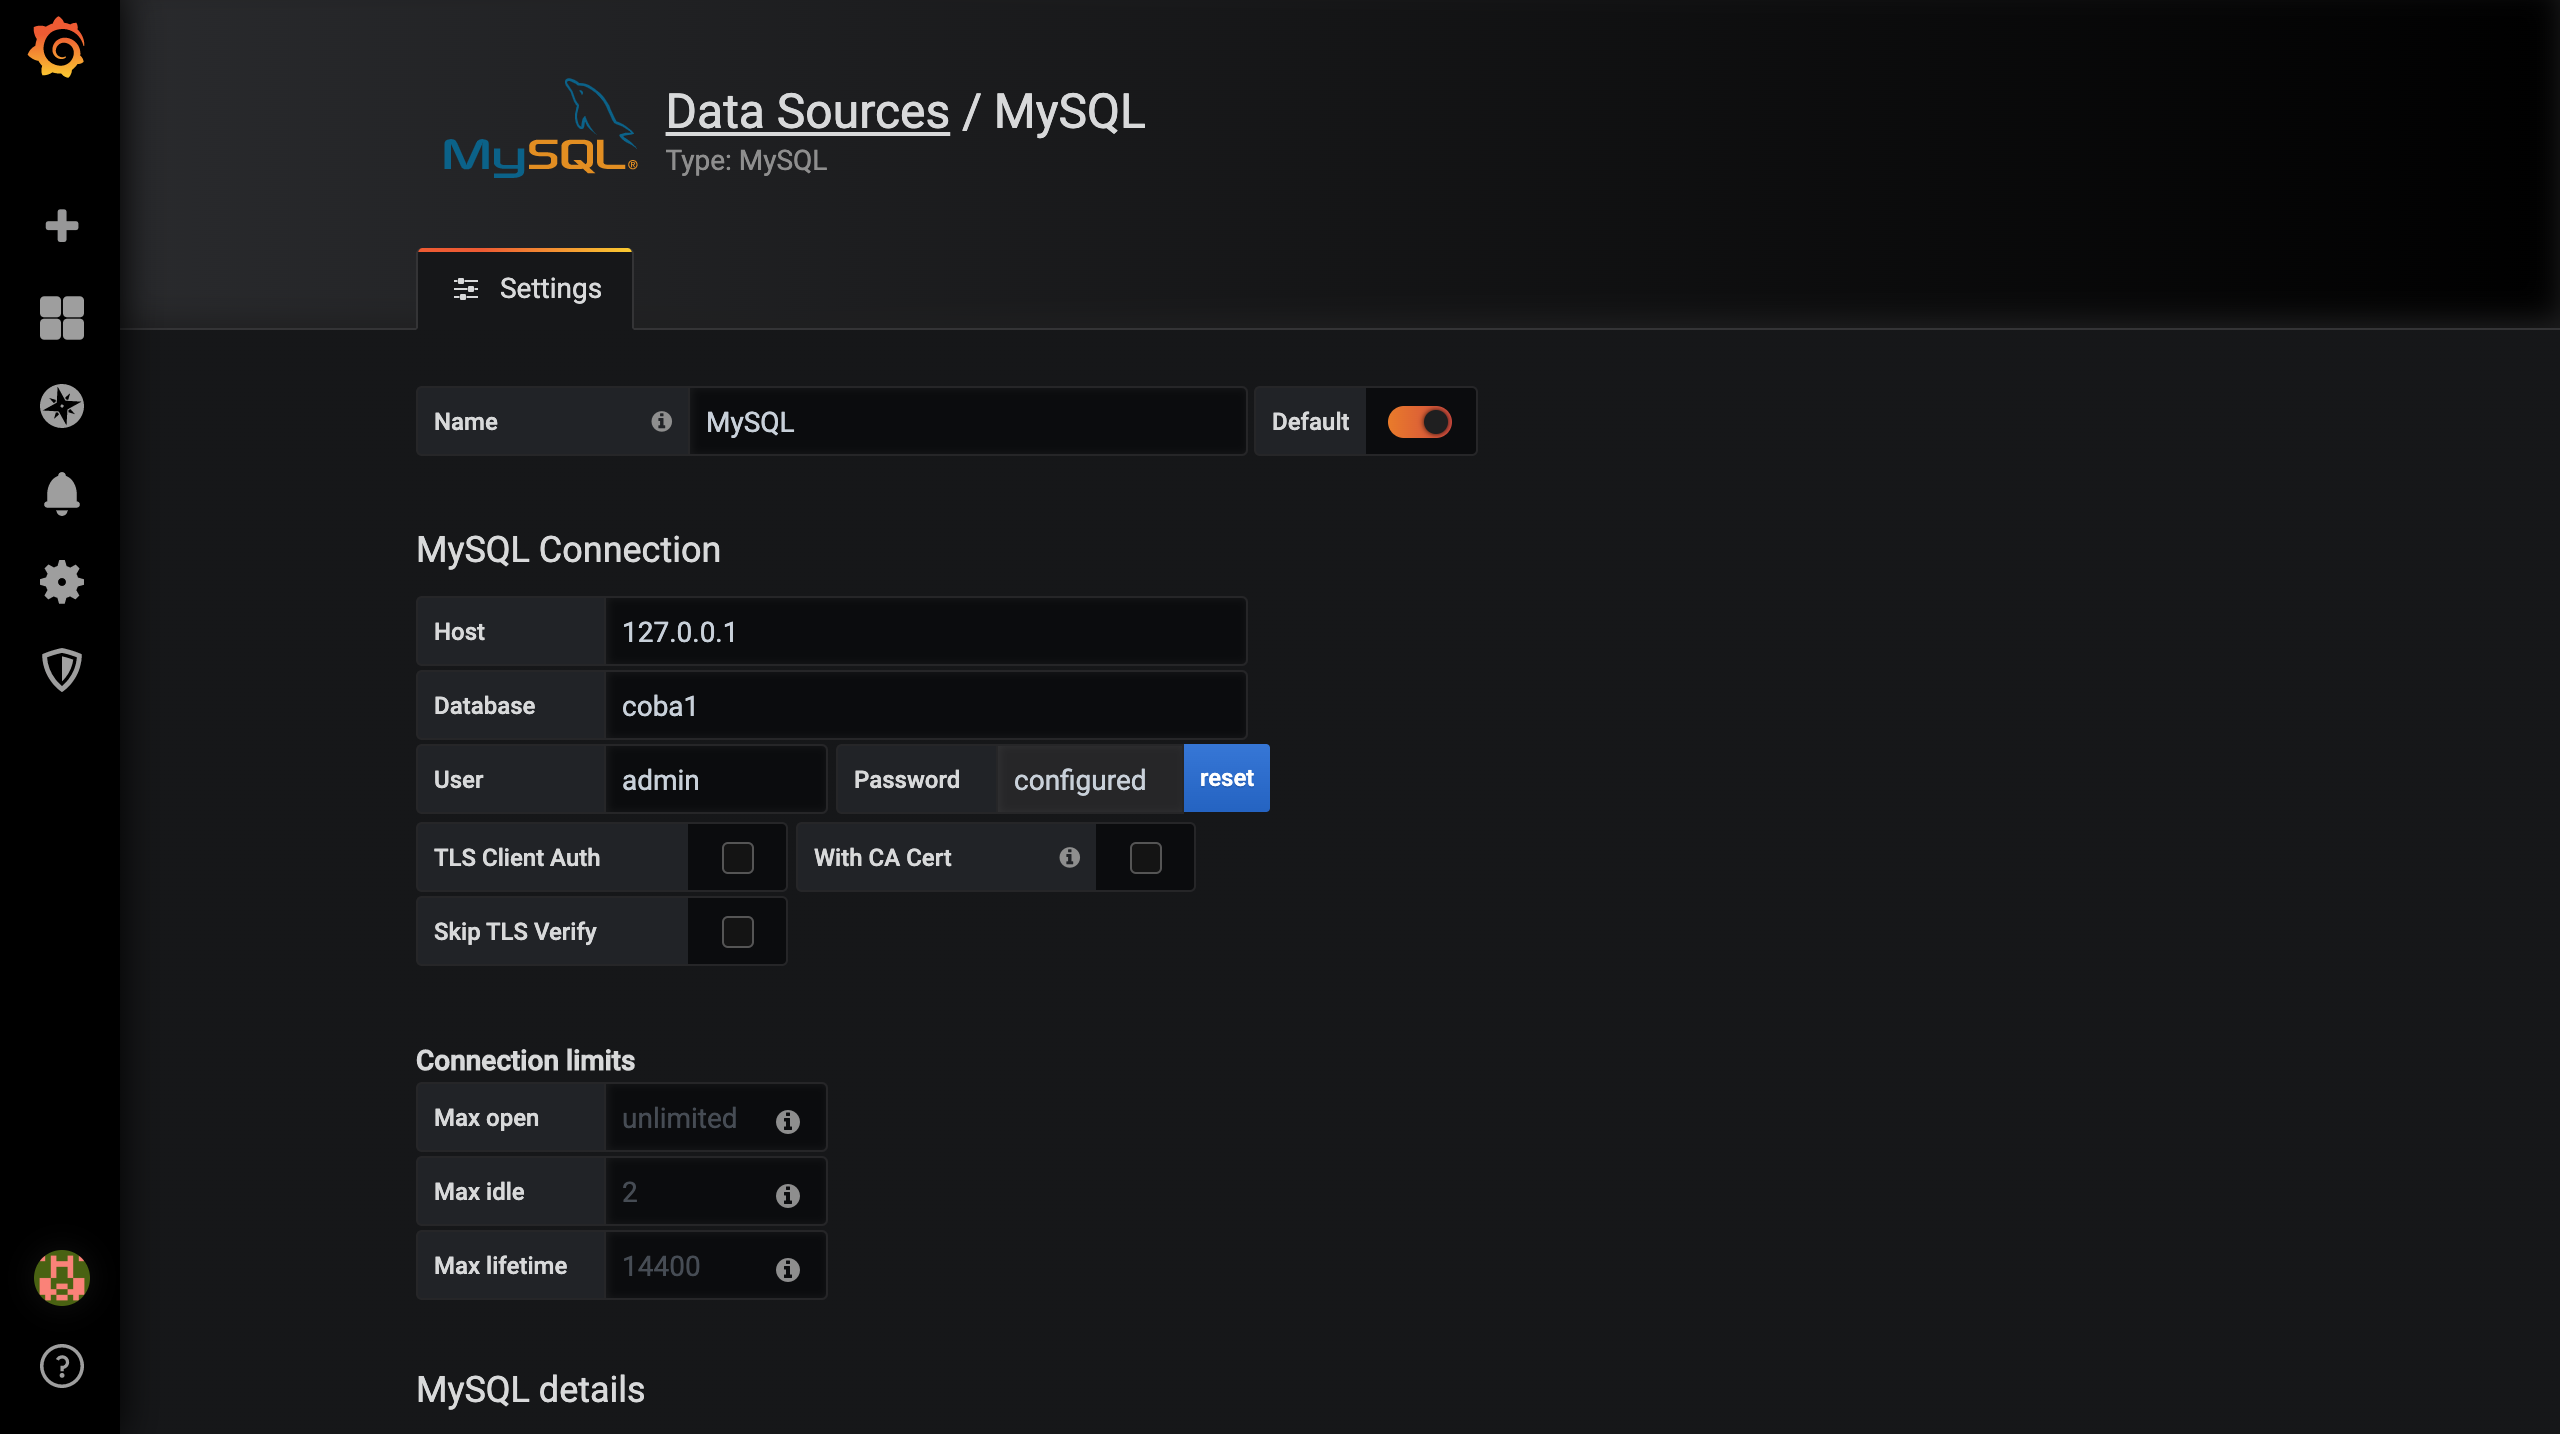 MySQL®
Data Sources / MySQL
Type: MySQL
Settings
Name MySQL Default
MySQL Connection
Host 127.0.0.1
Database coba1
User admin Password configured reset
TLS Client Auth With CA Cert
Skip TLS Verify
Connection limits
Max open unlimited
Max idle 2
Max lifetime 14400
MySQL details